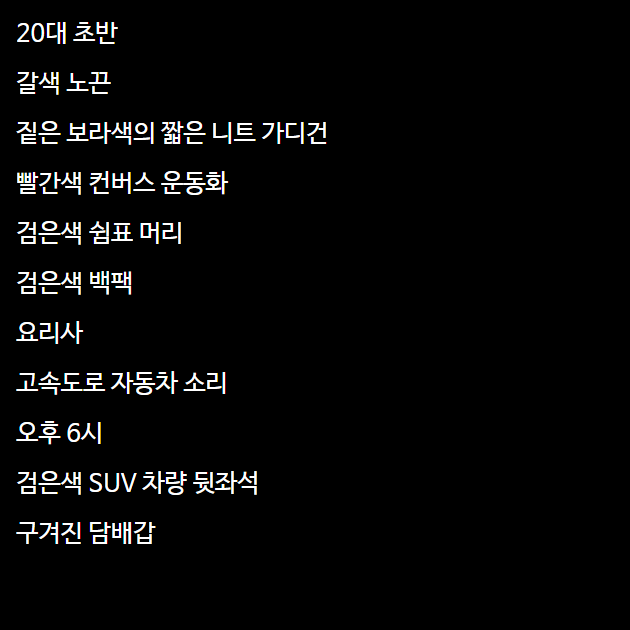 20대 초반
갈색 노끈
짙은 보라색의 짧은 니트 가디건
빨간색 컨버스 운동화
검은색 쉼표 머리
검은색 백팩
요리사
고속도로 자동차 소리
오후 6시
검은색 SUV 차량 뒷좌석
구겨진 담배갑